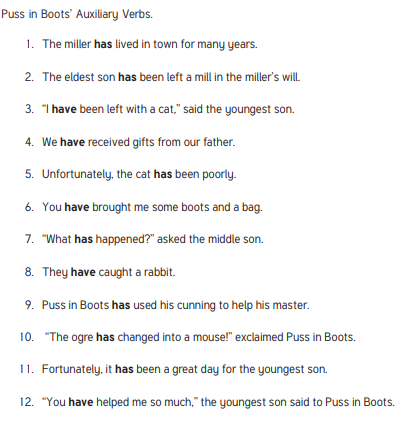 Puss in Boots' Auxiliary Verbs.
1. The miller has lived in town for many years.
2. The eldest son has been left a mill in the miller's will.
3. "I have been left with a cat," said the youngest son.
4. We have received gifts from our father.
5. Unfortunately, the cat has been poorly.
6. You have brought me some boots and a bag.
7. "What has happened?" asked the middle son.
8. They have caught a rabbit.
9. Puss in Boots has used his cunning to help his master.
10. "The ogre has changed into a mouse!" exclaimed Puss in Boots.
11. Fortunately, it has been a great day for the youngest son.
12. "You have helped me so much," the youngest son said to Puss in Boots.